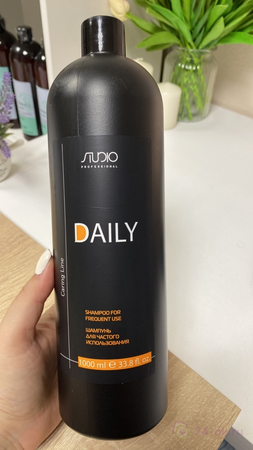 STUDIO
PROFESSIONAL
DAILY
Caring Line
SHAMPOO FOR
FREQUENT USE
ШАМПУНЬ
ДЛЯ ЧАСТОГО
ИСПОЛЬЗОВАНИЯ
1000 ml e 33.8 fl. oz.